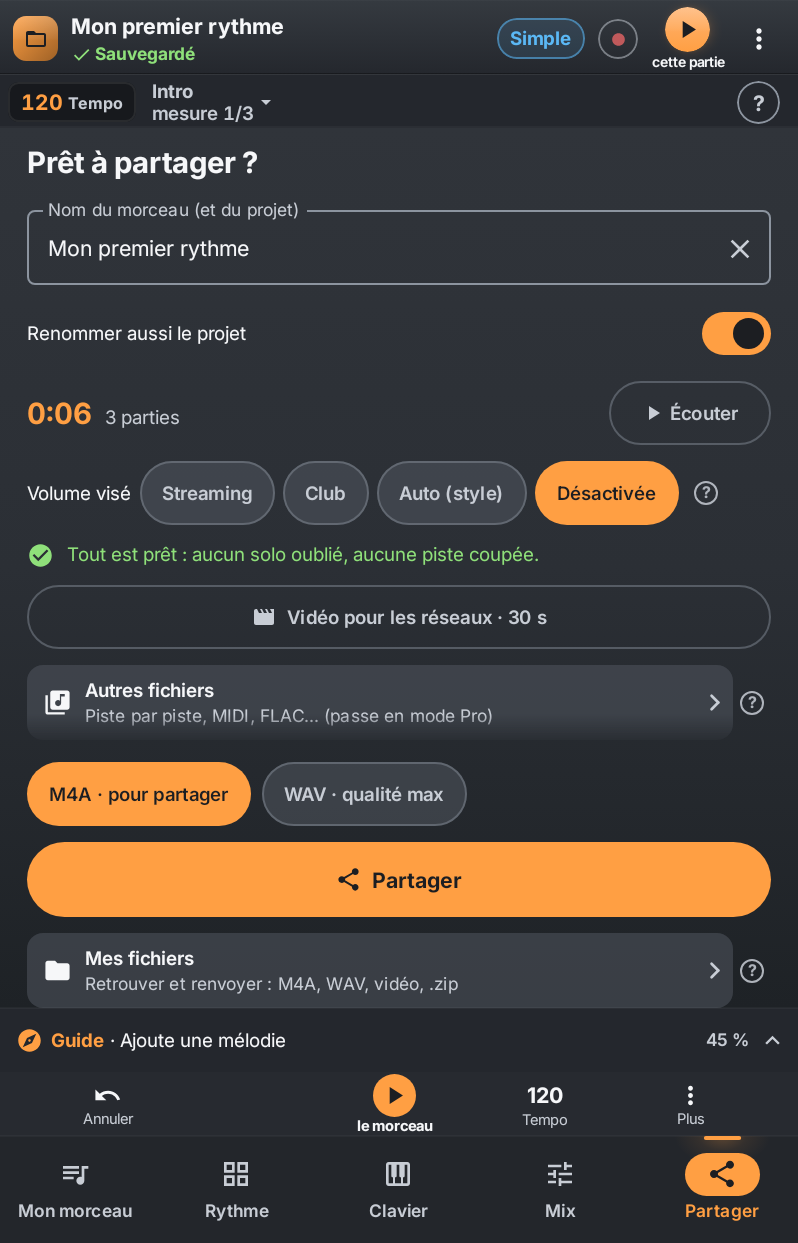 Mon premier rythme
Sauvegardé
Simple
cette partie
120 Tempo
Intro
mesure 1/3
?
Prêt à partager ?
Nom du morceau (et du projet)
Mon premier rythme
Renommer aussi le projet
0:06 3 parties
Écouter
Volume visé
Streaming
Club
Auto (style)
Désactivée
?
Tout est prêt : aucun solo oublié, aucune piste coupée.
Vidéo pour les réseaux · 30 s
Autres fichiers
Piste par piste, MIDI, FLAC… (passe en mode Pro)
?
M4A · pour partager
WAV · qualité max
Partager
Mes fichiers
Retrouver et renvoyer : M4A, WAV, vidéo, .zip
?
Guide · Ajoute une mélodie
45 %
Annuler
le morceau
120
Tempo
Plus
Mon morceau
Rythme
Clavier
Mix
Partager